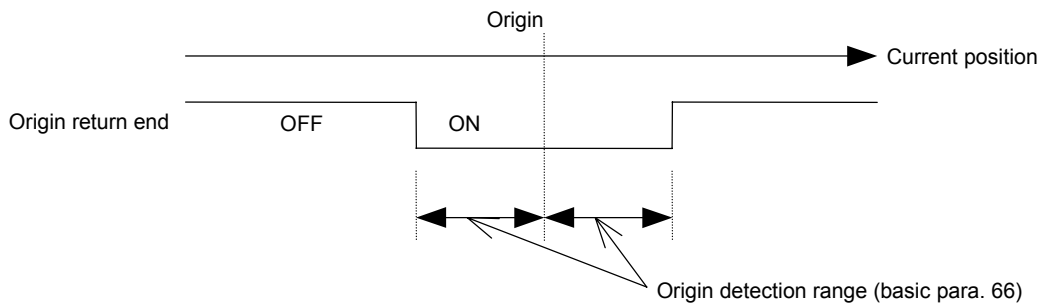 Origin
Current position
Origin return end
OFF
ON
Origin detection range (basic para. 66)